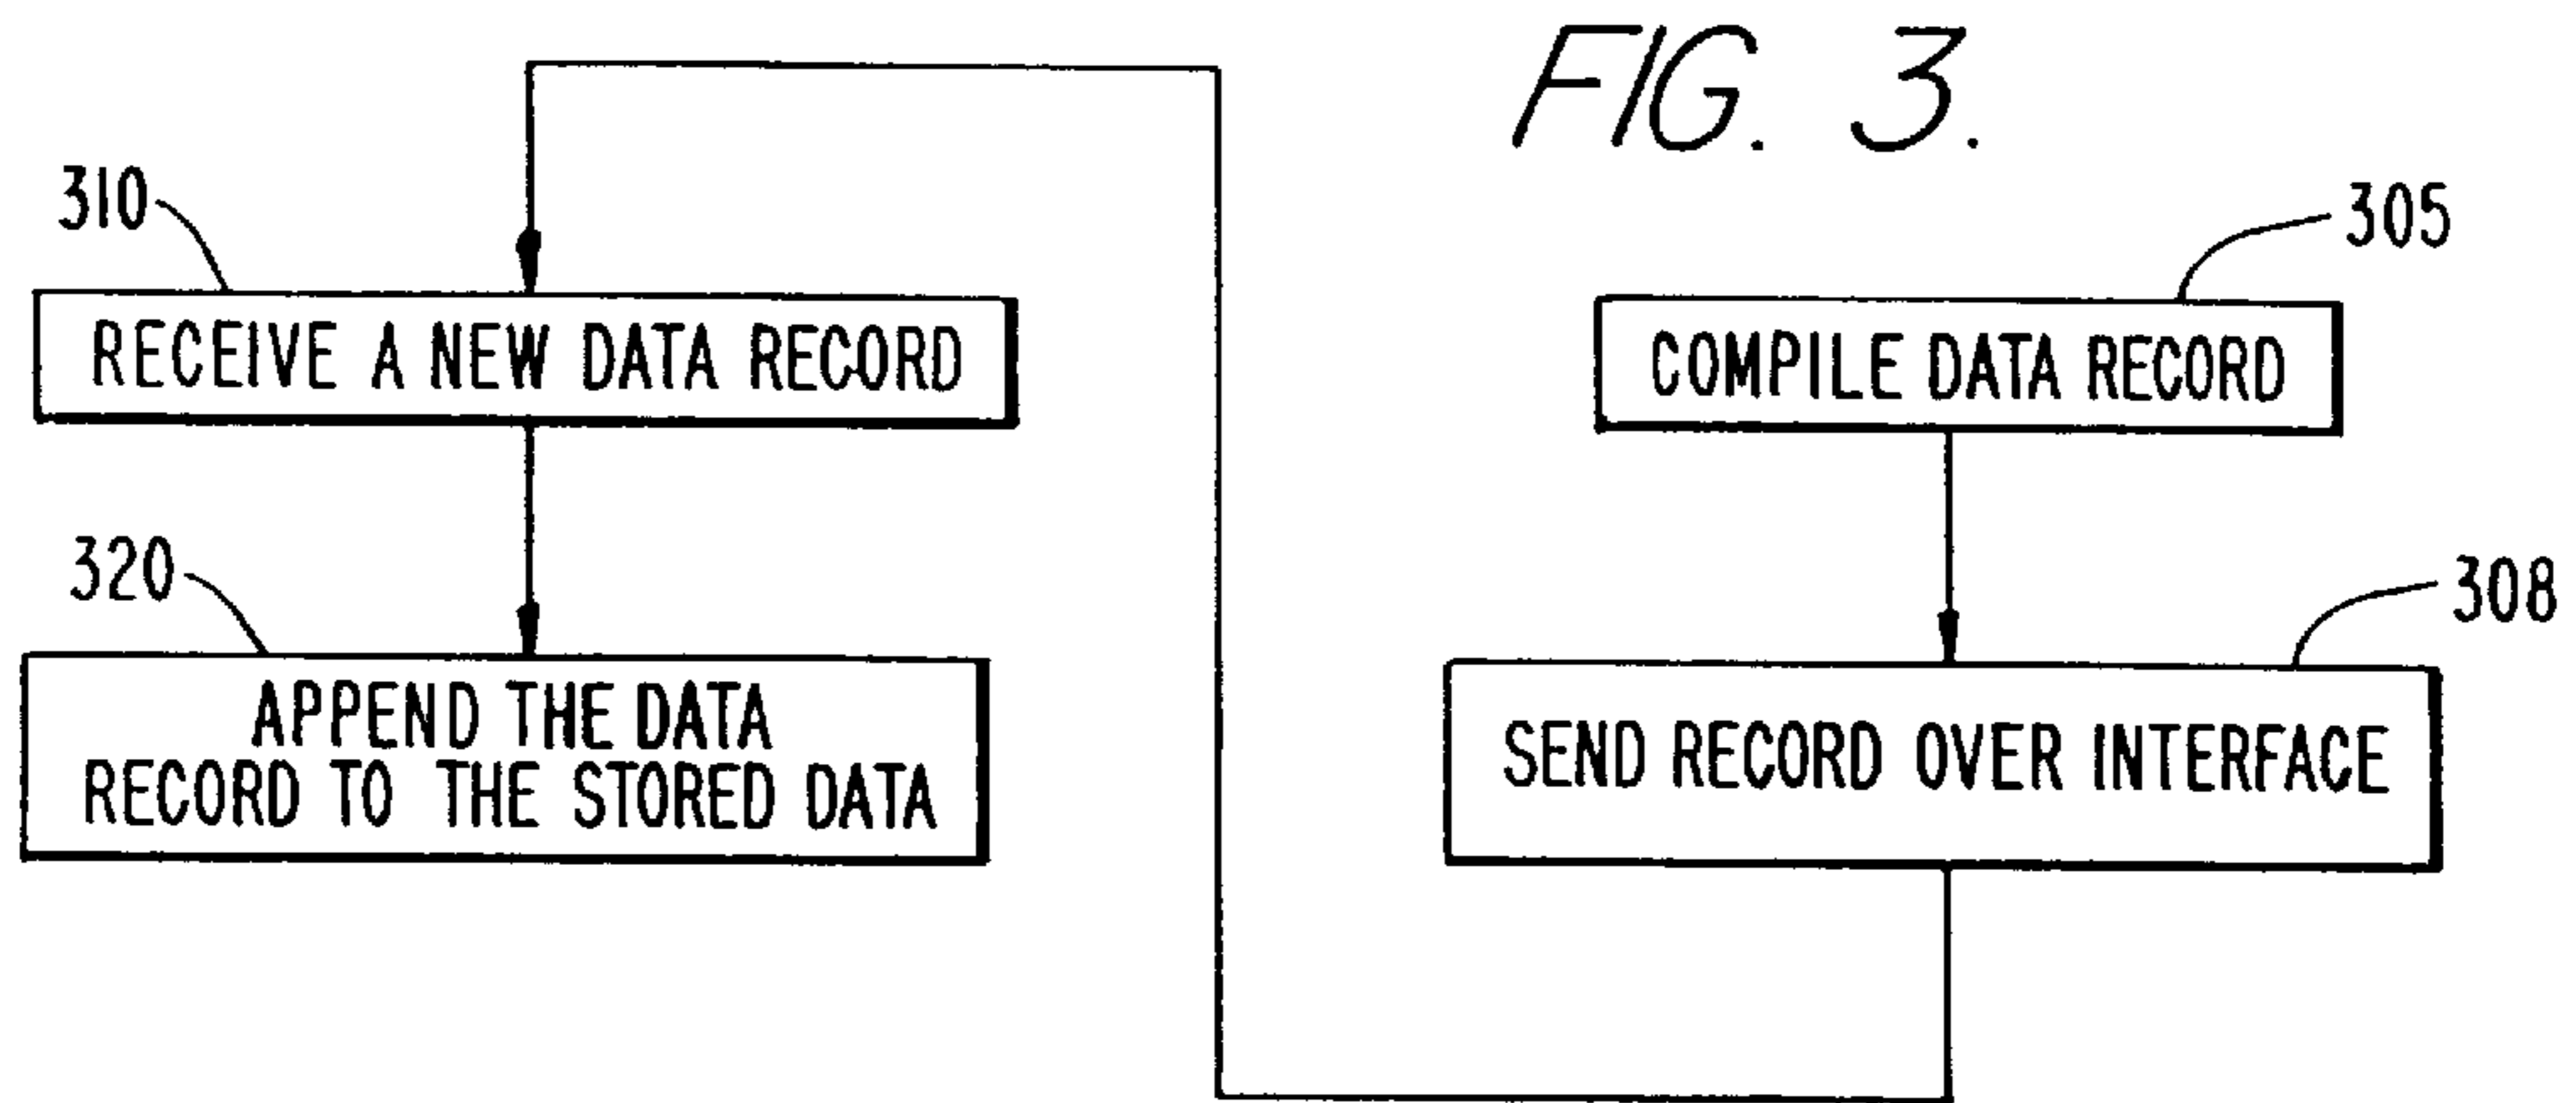 FIG. 3.
310
RECEIVE A NEW DATA RECORD
320
APPEND THE DATA
RECORD TO THE STORED DATA
305
COMPILE DATA RECORD
308
SEND RECORD OVER INTERFACE